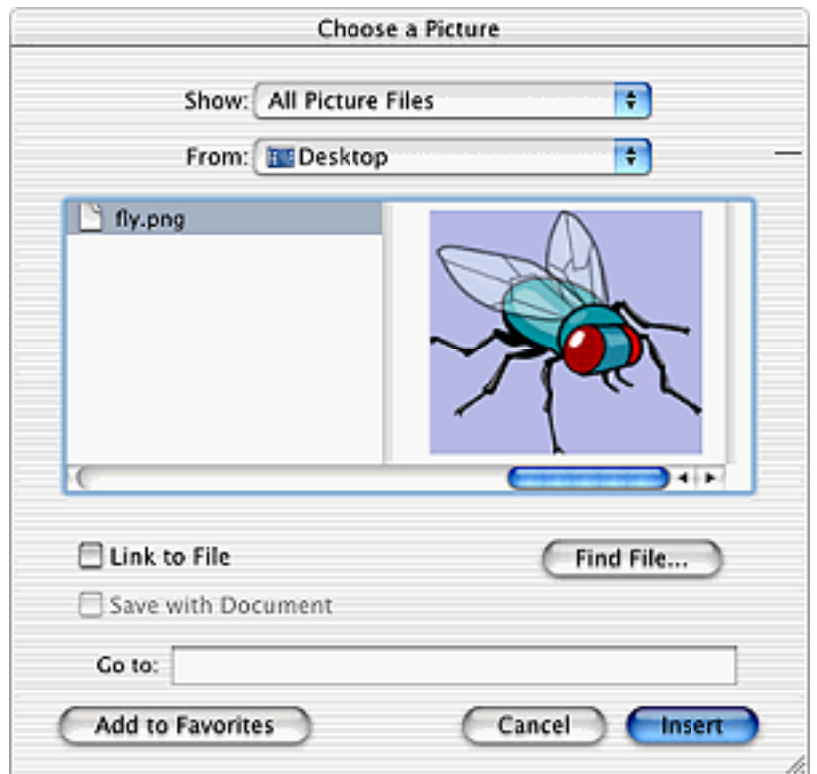 Choose a Picture
Show: All Picture Files
From: Desktop
fly.png
Link to File
Find File...
Save with Document
Go to:
Add to Favorites
Cancel
Insert